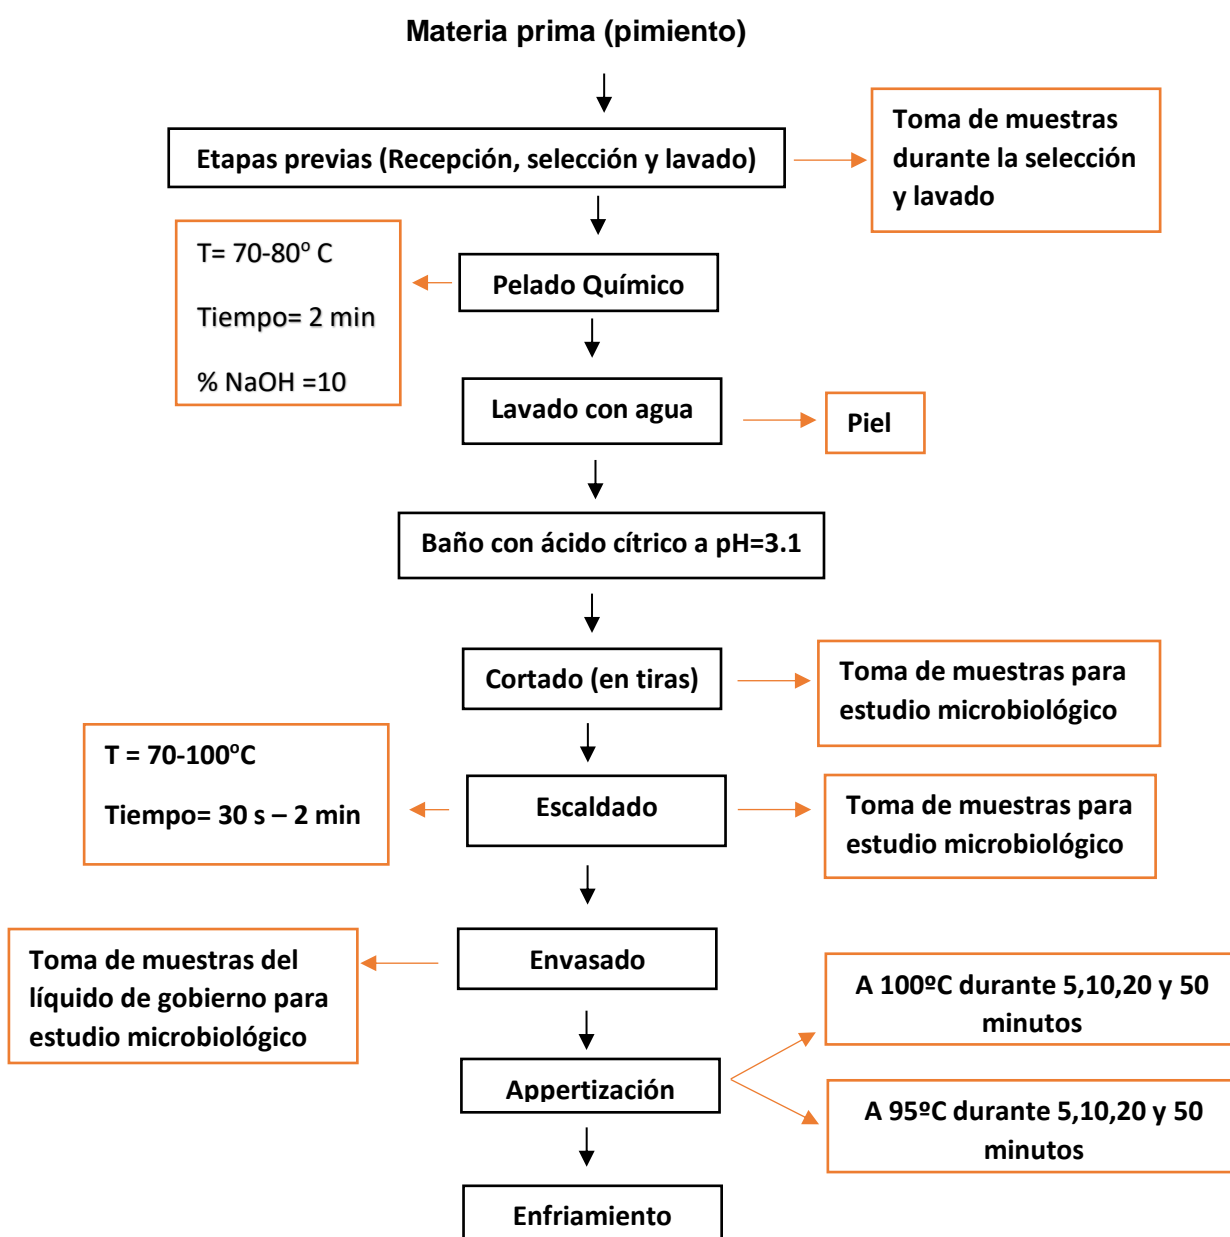 Materia prima (pimiento)
Etapas previas (Recepción, selección y lavado)
Toma de muestras
durante la selección
y lavado
T= 70-80º C
Tiempo= 2 min
% NaOH =10
Pelado Químico
Lavado con agua
Piel
Baño con ácido cítrico a pH=3.1
Cortado (en tiras)
Toma de muestras para
estudio microbiológico
T = 70-100ºC
Tiempo= 30 s – 2 min
Escaldado
Toma de muestras para
estudio microbiológico
Toma de muestras del
líquido de gobierno para
estudio microbiológico
Envasado
A 100ºC durante 5,10,20 y 50
minutos
Appertización
A 95ºC durante 5,10,20 y 50
minutos
Enfriamiento